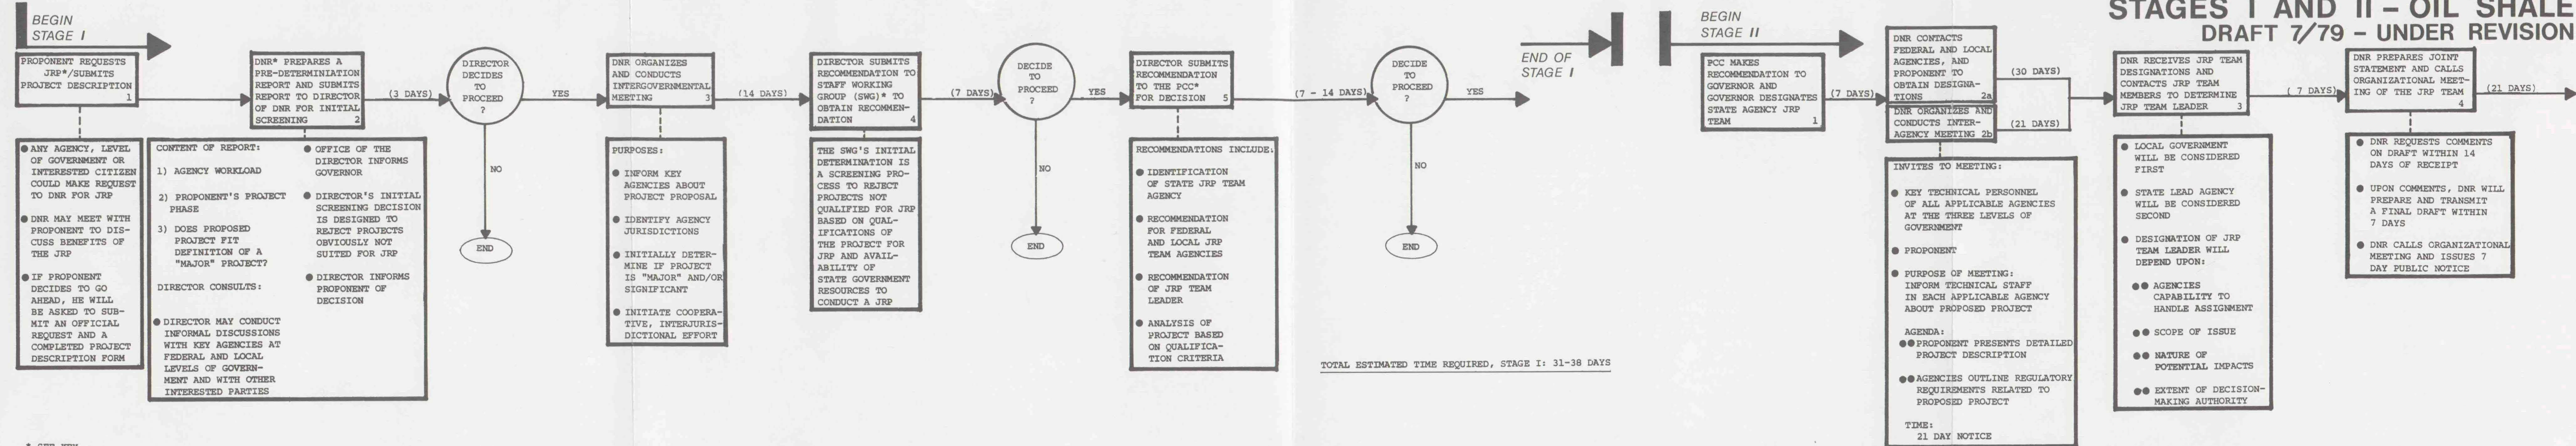 STAGES I AND II – OIL SHALE
DRAFT 7/79 – UNDER REVISION
BEGIN
STAGE I
PROPONENT REQUESTS
JRP*/SUBMITS
PROJECT DESCRIPTION
1
DNR* PREPARES A
PRE-DETERMINIATION
REPORT AND SUBMITS
REPORT TO DIRECTOR
OF DNR FOR INITIAL
SCREENING 2
(3 DAYS)
DIRECTOR
DECIDES
TO
PROCEED
?
YES
NO
END
DNR ORGANIZES
AND CONDUCTS
INTERGOVERNMENTAL
MEETING 3
(14 DAYS)
DIRECTOR SUBMITS
RECOMMENDATION TO
STAFF WORKING
GROUP (SWG)* TO
OBTAIN RECOMMEN-
DATION 4
(7 DAYS)
DECIDE
TO
PROCEED
?
YES
NO
END
DIRECTOR SUBMITS
RECOMMENDATION
TO THE PCC*
FOR DECISION 5
(7 - 14 DAYS)
DECIDE
TO
PROCEED
?
YES
NO
END
END OF
STAGE I
● ANY AGENCY, LEVEL
OF GOVERNMENT OR
INTERESTED CITIZEN
COULD MAKE REQUEST
TO DNR FOR JRP
● DNR MAY MEET WITH
PROPONENT TO DIS-
CUSS BENEFITS OF
THE JRP
● IF PROPONENT
DECIDES TO GO
AHEAD, HE WILL
BE ASKED TO SUB-
MIT AN OFFICIAL
REQUEST AND A
COMPLETED PROJECT
DESCRIPTION FORM
CONTENT OF REPORT:
1) AGENCY WORKLOAD
2) PROPONENT'S PROJECT
PHASE
3) DOES PROPOSED
PROJECT FIT
DEFINITION OF A
"MAJOR" PROJECT?
DIRECTOR CONSULTS:
● DIRECTOR MAY CONDUCT
INFORMAL DISCUSSIONS
WITH KEY AGENCIES AT
FEDERAL AND LOCAL
LEVELS OF GOVERN-
MENT AND WITH OTHER
INTERESTED PARTIES
● OFFICE OF THE
DIRECTOR INFORMS
GOVERNOR
● DIRECTOR'S INITIAL
SCREENING DECISION
IS DESIGNED TO
REJECT PROJECTS
OBVIOUSLY NOT
SUITED FOR JRP
● DIRECTOR INFORMS
PROPONENT OF
DECISION
PURPOSES:
● INFORM KEY
AGENCIES ABOUT
PROJECT PROPOSAL
● IDENTIFY AGENCY
JURISDICTIONS
● INITIALLY DETER-
MINE IF PROJECT
IS "MAJOR" AND/OR
SIGNIFICANT
● INITIATE COOPERA-
TIVE, INTERJURIS-
DICTIONAL EFFORT
THE SWG'S INITIAL
DETERMINATION IS
A SCREENING PRO-
CESS TO REJECT
PROJECTS NOT
QUALIFIED FOR JRP
BASED ON QUAL-
IFICATIONS OF
THE PROJECT FOR
JRP AND AVAIL-
ABILITY OF
STATE GOVERNMENT
RESOURCES TO
CONDUCT A JRP
RECOMMENDATIONS INCLUDE:
● IDENTIFICATION
OF STATE JRP TEAM
AGENCY
● RECOMMENDATION
FOR FEDERAL
AND LOCAL JRP
TEAM AGENCIES
● RECOMMENDATION
OF JRP TEAM
LEADER
● ANALYSIS OF
PROJECT BASED
ON QUALIFICA-
TION CRITERIA
TOTAL ESTIMATED TIME REQUIRED, STAGE I: 31-38 DAYS
BEGIN
STAGE II
PCC MAKES
RECOMMENDATION TO
GOVERNOR AND
GOVERNOR DESIGNATES
STATE AGENCY JRP
TEAM 1
(7 DAYS)
DNR CONTACTS
FEDERAL AND LOCAL
AGENCIES, AND
PROPONENT TO
OBTAIN DESIGNA-
TIONS 2a
DNR ORGANIZES AND
CONDUCTS INTER-
AGENCY MEETING 2b
(30 DAYS)
(21 DAYS)
DNR RECEIVES JRP TEAM
DESIGNATIONS AND
CONTACTS JRP TEAM
MEMBERS TO DETERMINE
JRP TEAM LEADER 3
( 7 DAYS)
DNR PREPARES JOINT
STATEMENT AND CALLS
ORGANIZATIONAL MEET-
ING OF THE JRP TEAM
4
(21 DAYS)
INVITES TO MEETING:
● KEY TECHNICAL PERSONNEL
OF ALL APPLICABLE AGENCIES
AT THE THREE LEVELS OF
GOVERNMENT
● PROPONENT
● PURPOSE OF MEETING:
INFORM TECHNICAL STAFF
IN EACH APPLICABLE AGENCY
ABOUT PROPOSED PROJECT
AGENDA:
●● PROPONENT PRESENTS DETAILED
PROJECT DESCRIPTION
●● AGENCIES OUTLINE REGULATORY
REQUIREMENTS RELATED TO
PROPOSED PROJECT
TIME:
21 DAY NOTICE
● LOCAL GOVERNMENT
WILL BE CONSIDERED
FIRST
● STATE LEAD AGENCY
WILL BE CONSIDERED
SECOND
● DESIGNATION OF JRP
TEAM LEADER WILL
DEPEND UPON:
●● AGENCIES
CAPABILITY TO
HANDLE ASSIGNMENT
●● SCOPE OF ISSUE
●● NATURE OF
POTENTIAL IMPACTS
●● EXTENT OF DECISION-
MAKING AUTHORITY
● DNR REQUESTS COMMENTS
ON DRAFT WITHIN 14
DAYS OF RECEIPT
● UPON COMMENTS, DNR WILL
PREPARE AND TRANSMIT
A FINAL DRAFT WITHIN
7 DAYS
● DNR CALLS ORGANIZATIONAL
MEETING AND ISSUES 7
DAY PUBLIC NOTICE